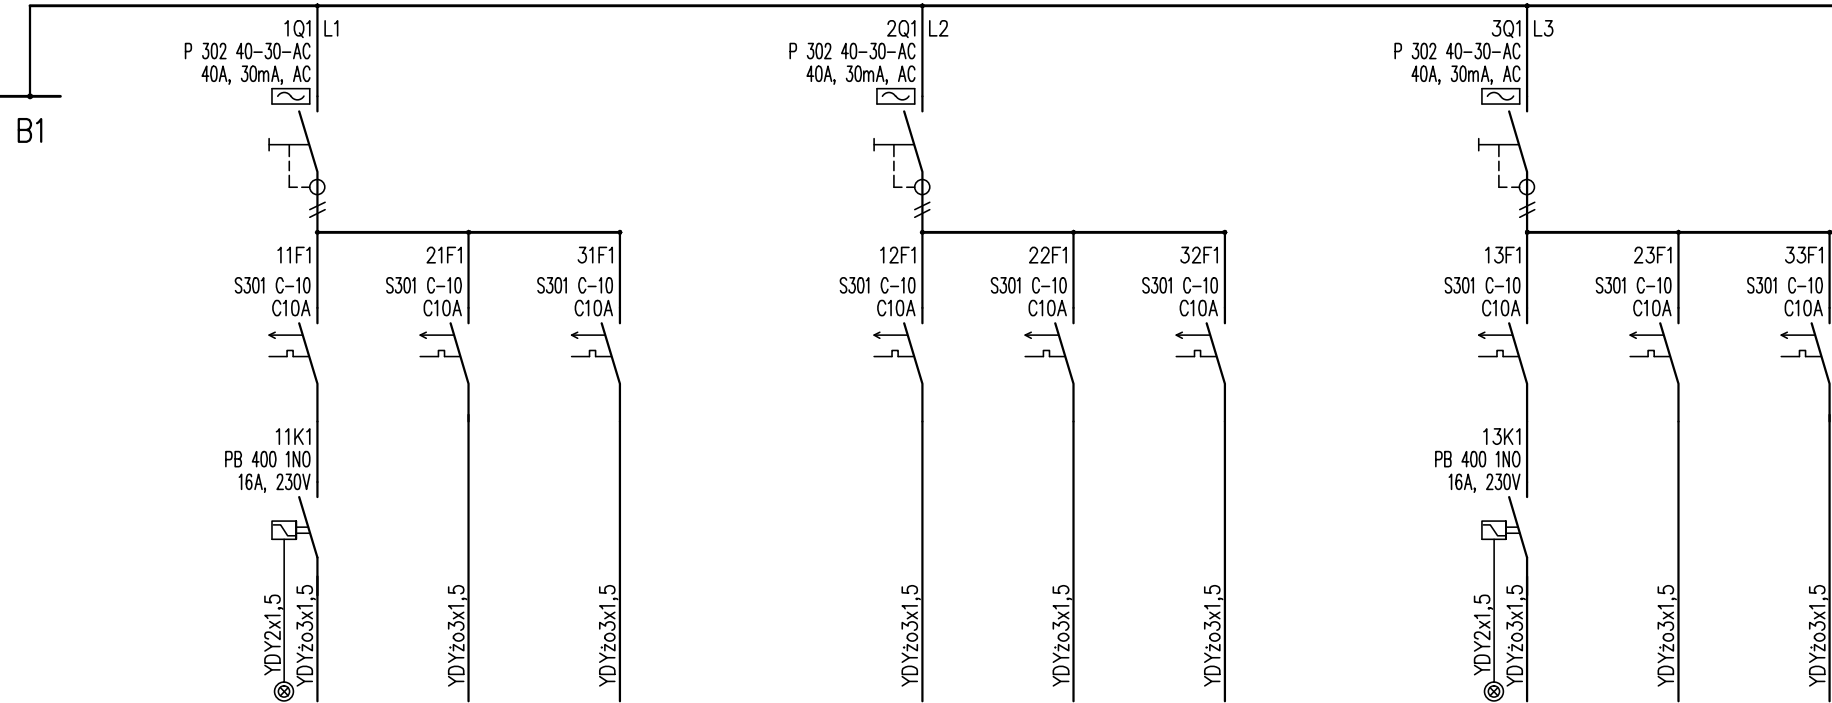 B1
1Q1 L1
P 302 40-30-AC
40A, 30mA, AC
2Q1 L2
P 302 40-30-AC
40A, 30mA, AC
3Q1 L3
P 302 40-30-AC
40A, 30mA, AC
11F1
S301 C-10
C10A
21F1
S301 C-10
C10A
31F1
S301 C-10
C10A
12F1
S301 C-10
C10A
22F1
S301 C-10
C10A
32F1
S301 C-10
C10A
13F1
S301 C-10
C10A
23F1
S301 C-10
C10A
33F1
S301 C-10
C10A
11K1
PB 400 1NO
16A, 230V
13K1
PB 400 1NO
16A, 230V
YDY2x1,5
YDYżo3x1,5
YDYżo3x1,5
YDYżo3x1,5
YDYżo3x1,5
YDYżo3x1,5
YDYżo3x1,5
YDY2x1,5
YDYżo3x1,5
YDYżo3x1,5
YDYżo3x1,5